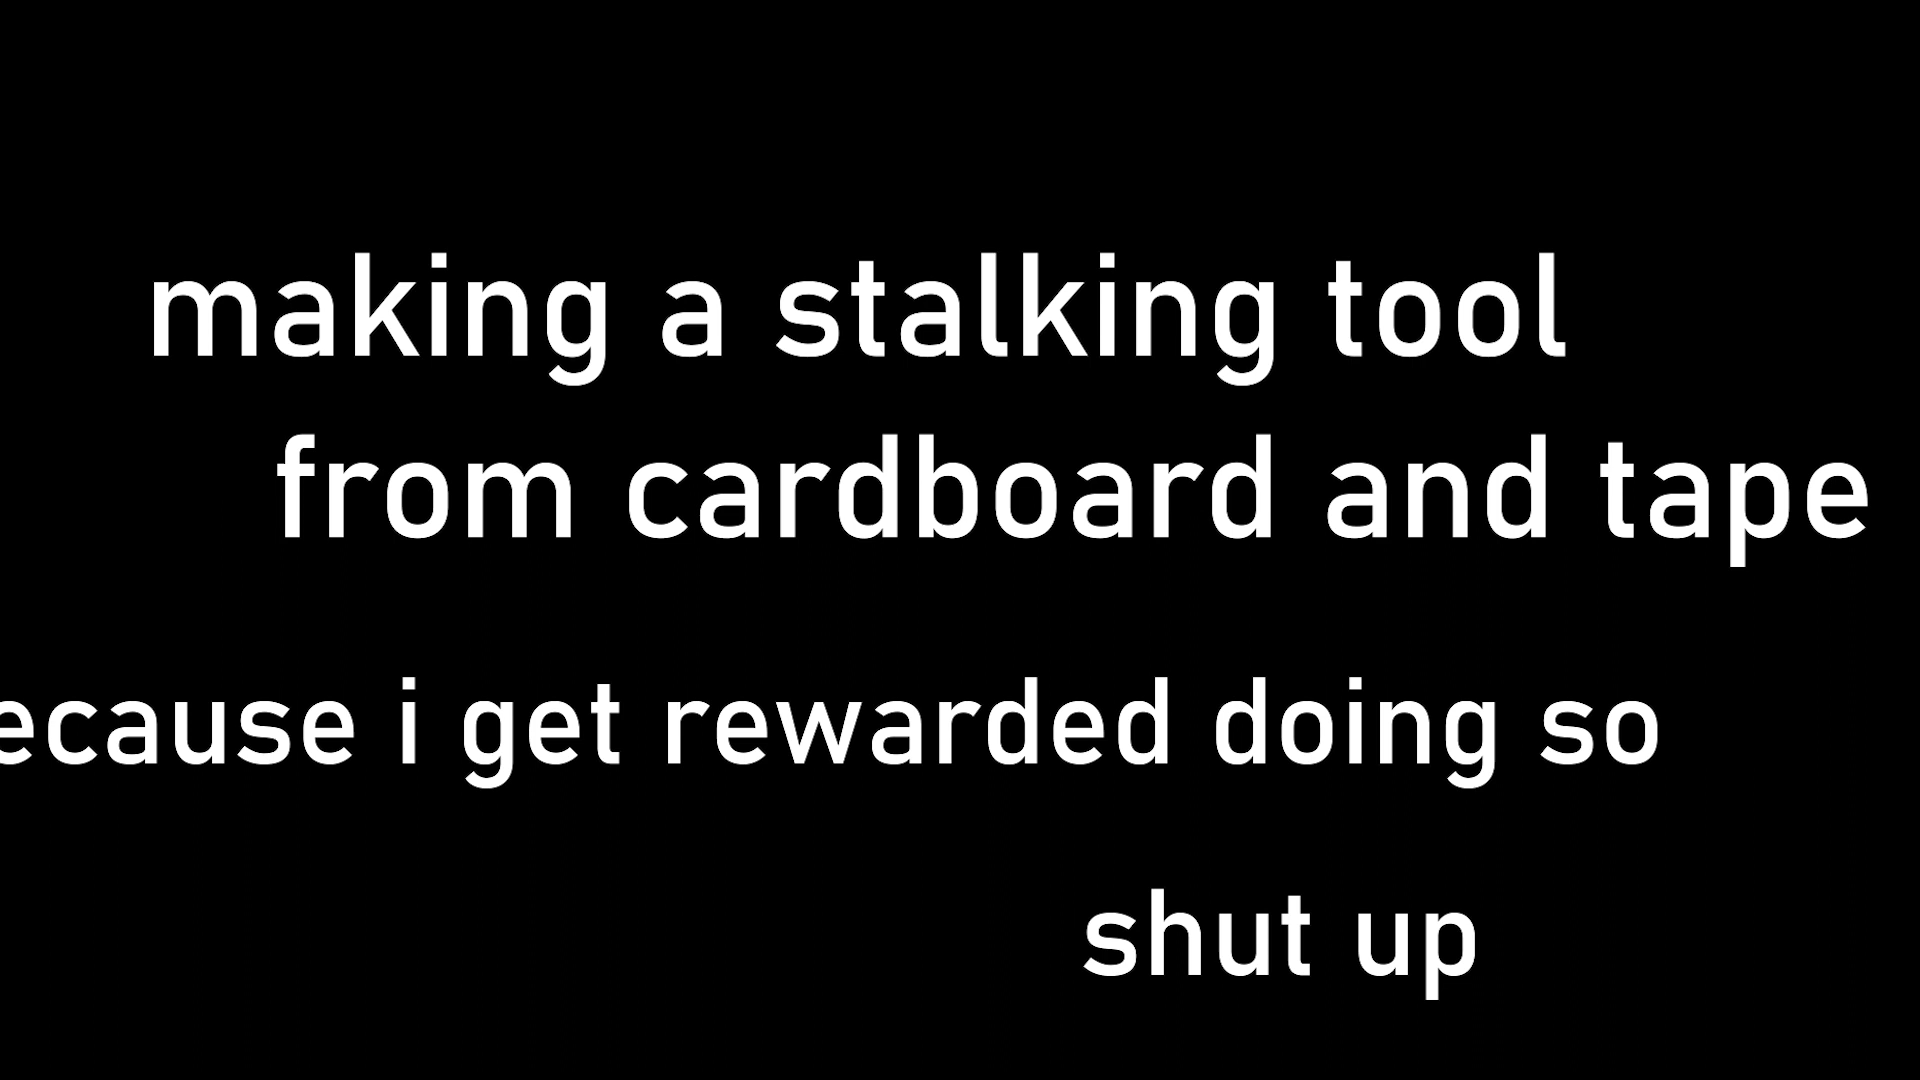 making a stalking tool
from cardboard and tape
ecause i get rewarded doing so
shut up